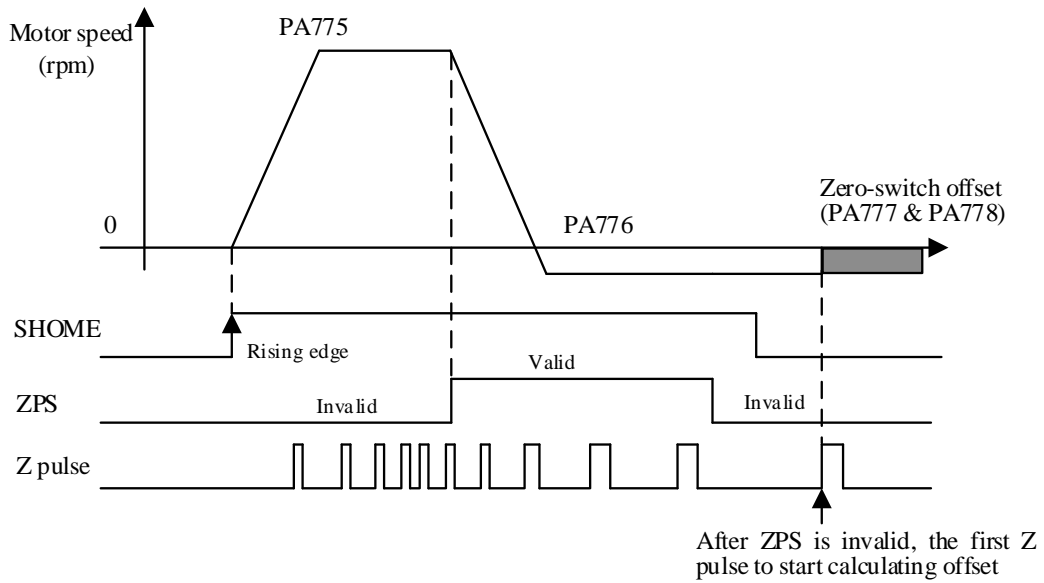 Motor speed
(rpm)
PA775
0
PA776
Zero-switch offset
(PA777 & PA778)
SHOME
Rising edge
Valid
ZPS
Invalid
Invalid
Z pulse
After ZPS is invalid, the first Z
pulse to start calculating offset